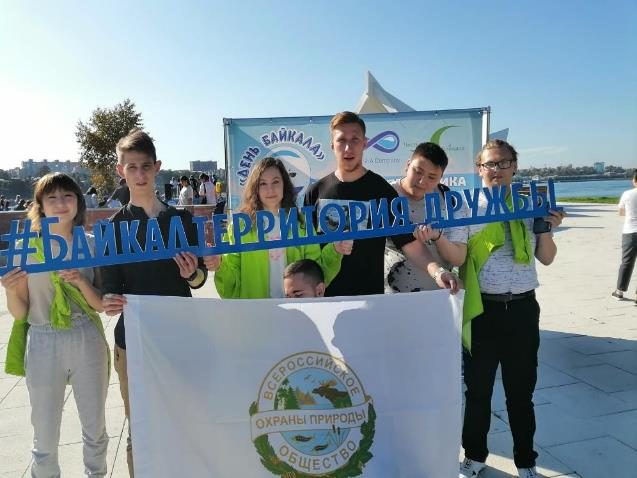 «ДЕНЬ БАЙКАЛА»
#БАЙКАЛТЕРРИТОРИЯДРУЖБЫ
ВСЕРОССИЙСКОЕ
ОХРАНЫ ПРИРОДЫ
ОБЩЕСТВО